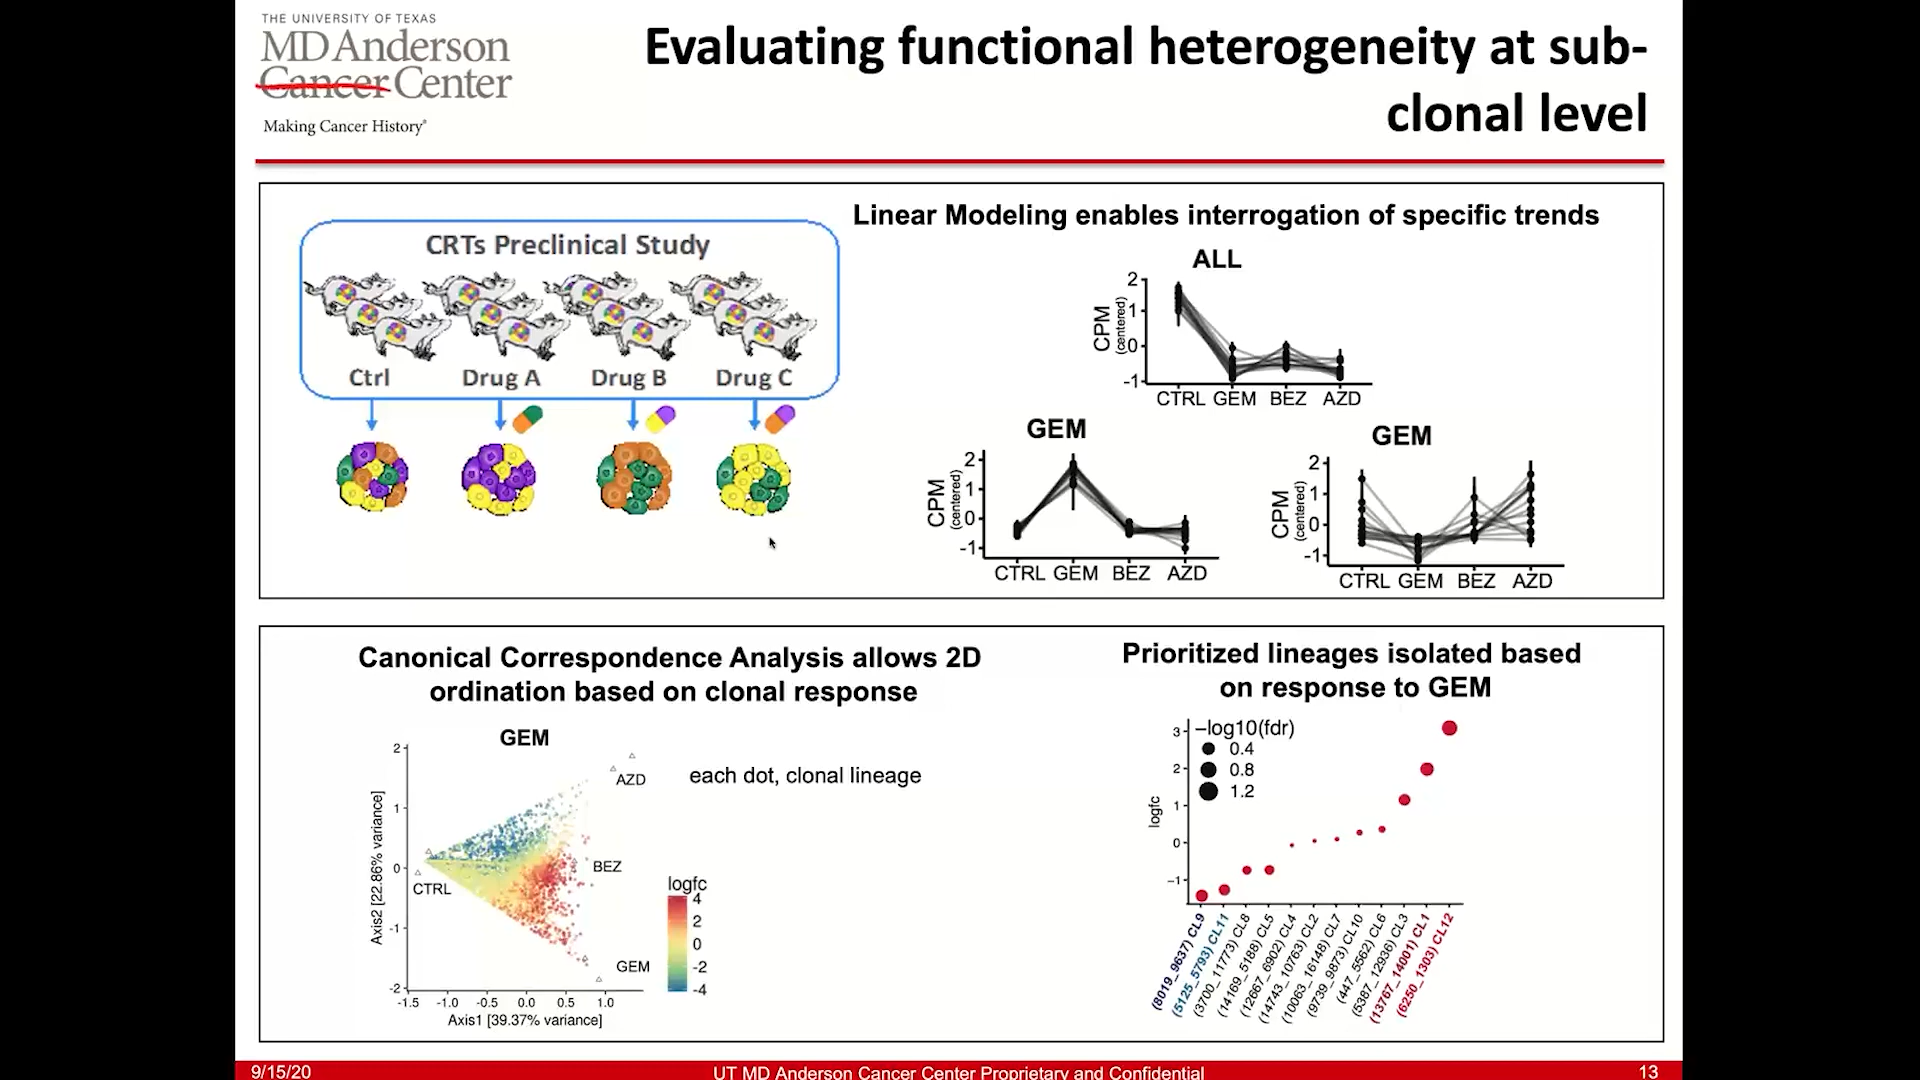 THE UNIVERSITY OF TEXAS
MD Anderson
Cancer Center
Making Cancer History®
Evaluating functional heterogeneity at sub-
clonal level
CRTs Preclinical Study
Ctrl Drug A Drug B Drug C
Linear Modeling enables interrogation of specific trends
ALL
CPM
(centered)
2
1
0
-1
CTRL GEM BEZ AZD
GEM
CPM
(centered)
2
1
0
-1
CTRL GEM BEZ AZD
GEM
CPM
(centered)
2
1
0
-1
CTRL GEM BEZ AZD
Canonical Correspondence Analysis allows 2D
ordination based on clonal response
GEM
each dot, clonal lineage
Axis2 [22.86% variance]
2
1
0
-1
-2
AZD
BEZ
CTRL
GEM
-1.5 -1.0 -0.5 0.0 0.5 1.0
Axis1 [39.37% variance]
logfc
4
2
0
-2
-4
Prioritized lineages isolated based
on response to GEM
−log10(fdr)
0.4
0.8
1.2
logfc
3
2
1
0
−1
(8019_9637) CL9
(5125_5793) CL11
(3700_11773) CL8
(14169_5188) CL5
(12667_6902) CL4
(14743_10763) CL2
(10063_16148) CL7
(9739_9873) CL10
(447_5562) CL6
(5387_12936) CL3
(13767_14001) CL1
(6250_1303) CL12
9/15/20
UT MD Anderson Cancer Center Proprietary and Confidential
13